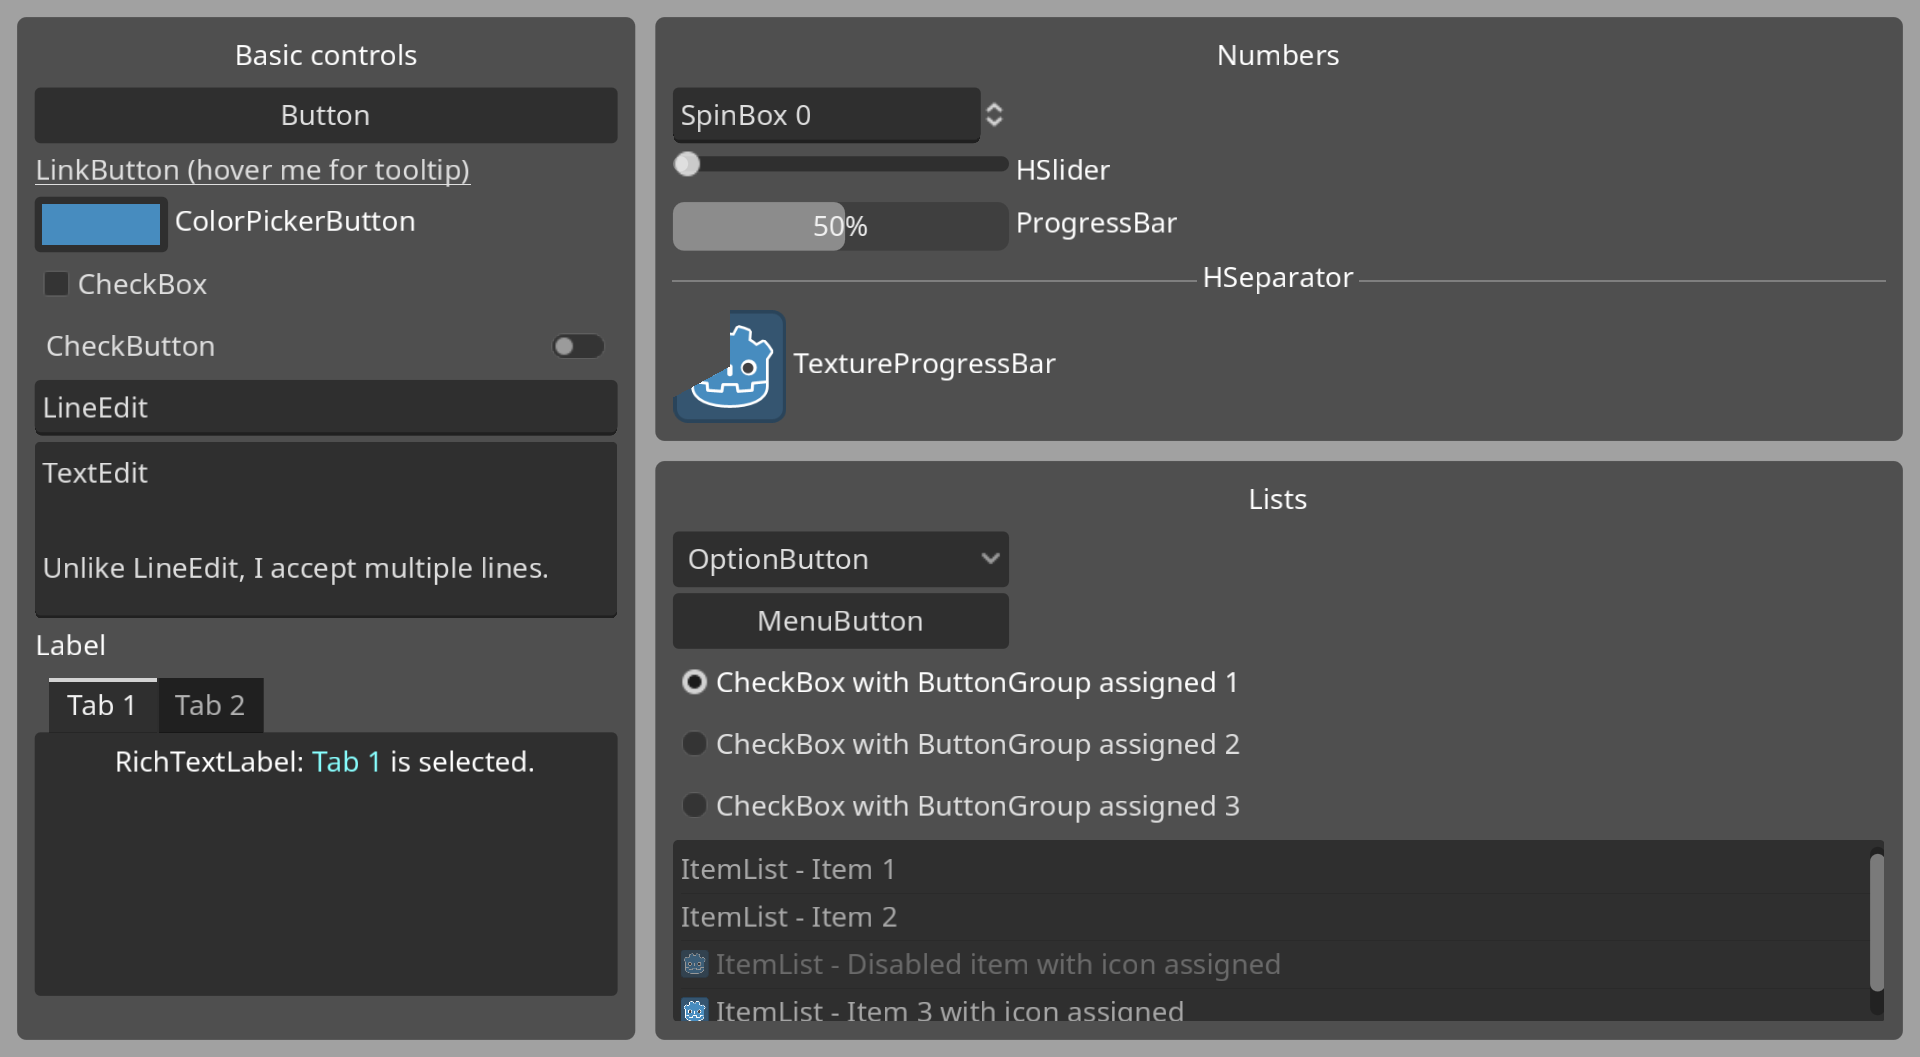 Basic controls
Button
LinkButton (hover me for tooltip)
ColorPickerButton
CheckBox
CheckButton
LineEdit
TextEdit
Unlike LineEdit, I accept multiple lines.
Label
Tab 1
Tab 2
RichTextLabel: Tab 1 is selected.
Numbers
SpinBox 0
HSlider
50%
ProgressBar
HSeparator
TextureProgressBar
Lists
OptionButton
MenuButton
CheckBox with ButtonGroup assigned 1
CheckBox with ButtonGroup assigned 2
CheckBox with ButtonGroup assigned 3
ItemList - Item 1
ItemList - Item 2
ItemList - Disabled item with icon assigned
ItemList - Item 3 with icon assigned